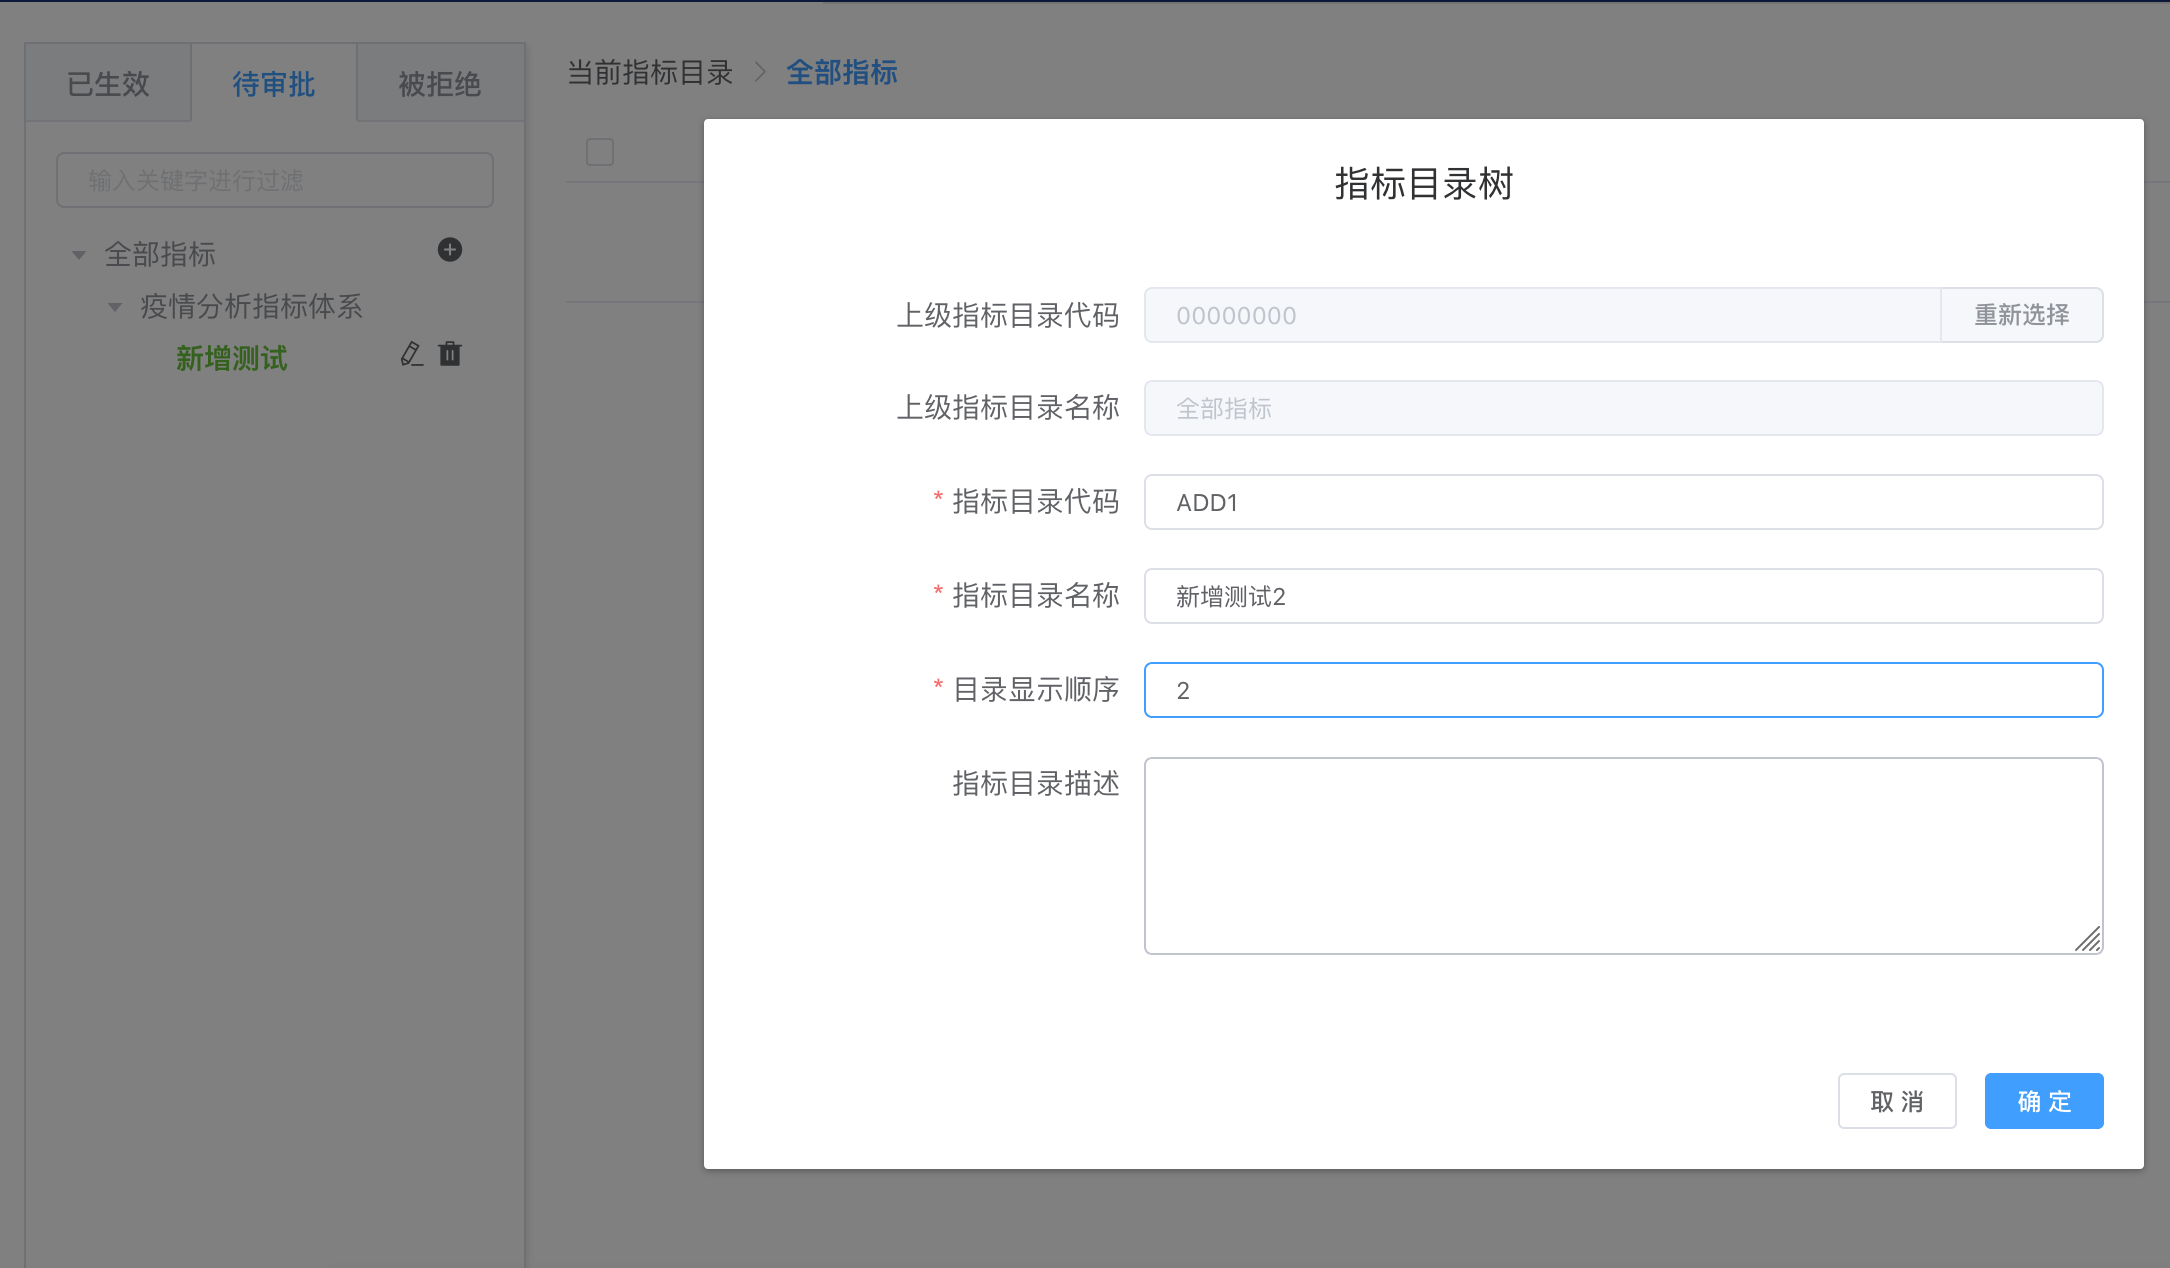 已生效 待审批 被拒绝
输入关键字进行过滤
全部指标
疫情分析指标体系
新增测试
当前指标目录 > 全部指标
指标目录树
上级指标目录代码 00000000 重新选择
上级指标目录名称 全部指标
* 指标目录代码 ADD1
* 指标目录名称 新增测试2
* 目录显示顺序 2
指标目录描述
取消 确定